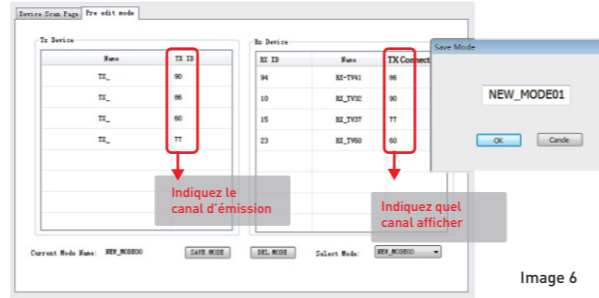 Device Scan Page Pre edit mode
Tx Device
Name TX ID
TX_ 90
TX_ 86
TX_ 60
TX_ 77
Rx Device
RX ID Name TX Connect
94 RX-TV41 86
10 RX_TV32 90
15 RX_TV37 77
23 RX_TV60 60
Save Mode
NEW_MODE01
OK Cancle
Indiquez le
canal d'émission
Indiquez quel
canal afficher
Current Mode Name: NEW_MODE00 SAVE MODE DEL MODE Select Mode: NEW_MODE00
Image 6